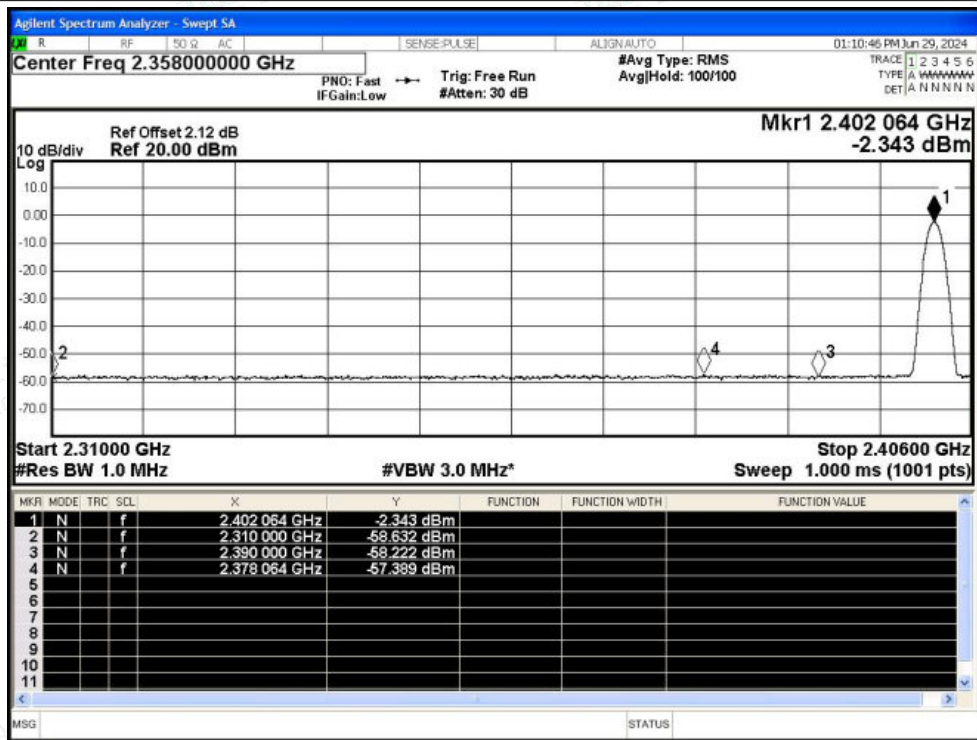 Agilent Spectrum Analyzer - Swept SA
LXI R RF 50 Ω AC SENSE:PULSE ALIGNAUTO 01:10:46 PM Jun 29, 2024
Center Freq 2.358000000 GHz
PNO: Fast
IFGain:Low
Trig: Free Run
#Atten: 30 dB
#Avg Type: RMS
Avg|Hold: 100/100
TRACE 1 2 3 4 5 6
TYPE A WWWWW
DET A N N N N N
Mkr1 2.402 064 GHz
-2.343 dBm
Ref Offset 2.12 dB
10 dB/div Ref 20.00 dBm
Log
10.0
0.00
-10.0
-20.0
-30.0
-40.0
-50.0
-60.0
-70.0
1
2
4
3
Start 2.31000 GHz Stop 2.40600 GHz
#Res BW 1.0 MHz #VBW 3.0 MHz* Sweep 1.000 ms (1001 pts)
MKR MODE TRC SCL X Y FUNCTION FUNCTION WIDTH FUNCTION VALUE
1 N f 2.402 064 GHz -2.343 dBm
2 N f 2.310 000 GHz -58.632 dBm
3 N f 2.390 000 GHz -58.222 dBm
4 N f 2.378 064 GHz -57.389 dBm
5
6
7
8
9
10
11
MSG STATUS